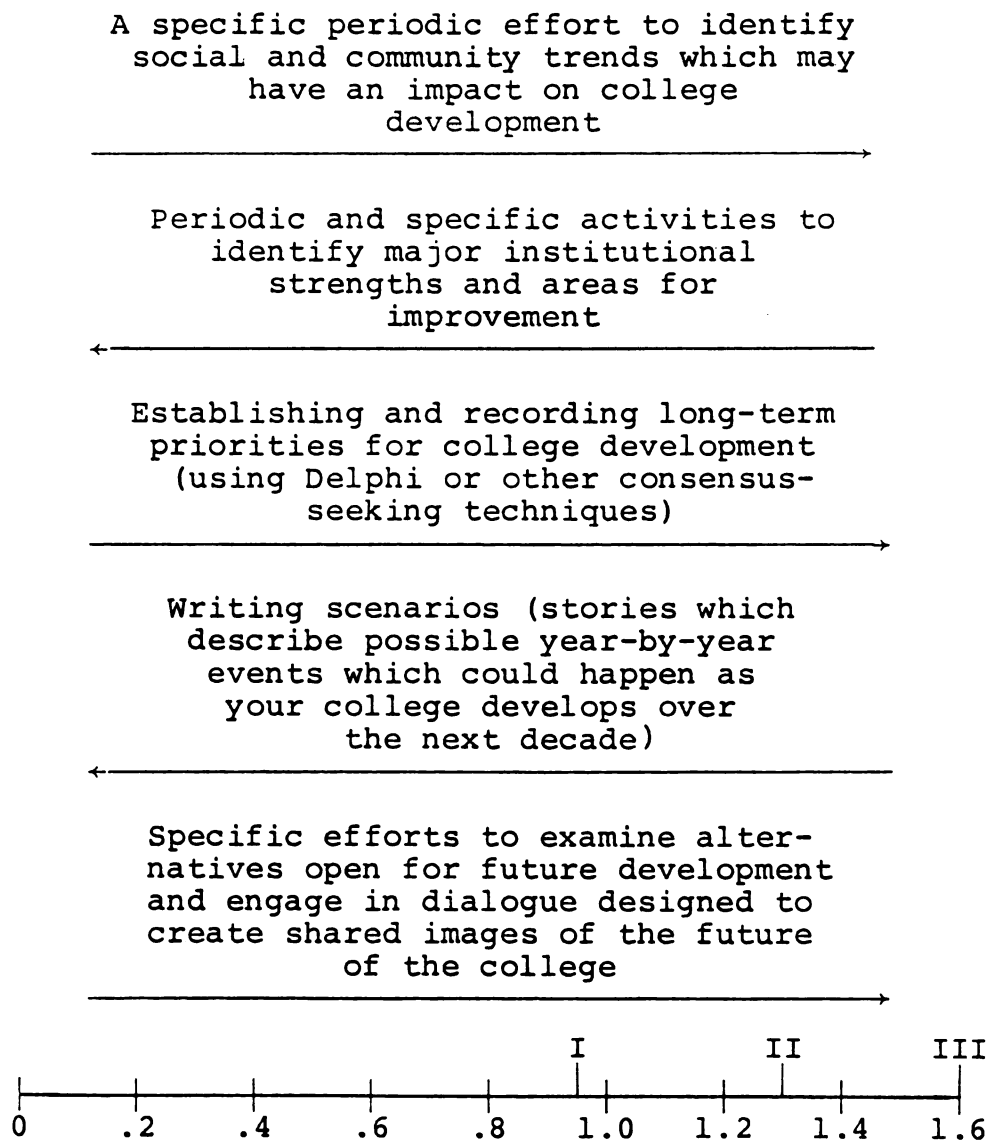 A specific periodic effort to identify
social and community trends which may
have an impact on college
development
Periodic and specific activities to
identify major institutional
strengths and areas for
improvement
Establishing and recording long-term
priorities for college development
(using Delphi or other consensus-
seeking techniques)
Writing scenarios (stories which
describe possible year-by-year
events which could happen as
your college develops over
the next decade)
Specific efforts to examine alter-
natives open for future development
and engage in dialogue designed to
create shared images of the future
of the college
I II III
0 .2 .4 .6 .8 1.0 1.2 1.4 1.6